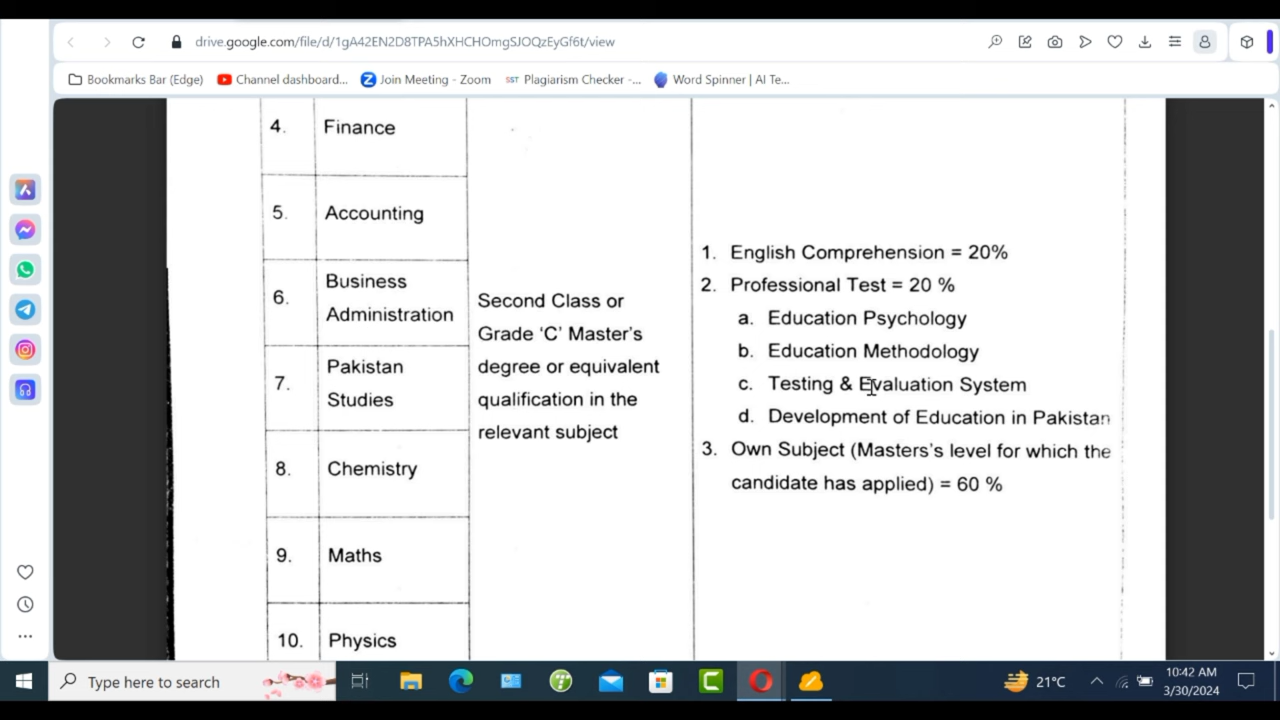 drive.google.com/file/d/1gA42EN2D8TPA5hXHCHOmgSJOQzEyGf6t/view
Bookmarks Bar (Edge) Channel dashboard... Join Meeting - Zoom SST Plagiarism Checker -... Word Spinner | AI Te...
4. Finance
5. Accounting
6. Business
Administration
7. Pakistan
Studies
8. Chemistry
9. Maths
10. Physics
Second Class or
Grade ‘C’ Master’s
degree or equivalent
qualification in the
relevant subject
1. English Comprehension = 20%
2. Professional Test = 20 %
a. Education Psychology
b. Education Methodology
c. Testing & Evaluation System
d. Development of Education in Pakistan
3. Own Subject (Masters’s level for which the
candidate has applied) = 60 %
Type here to search
21°C
10:42 AM
3/30/2024